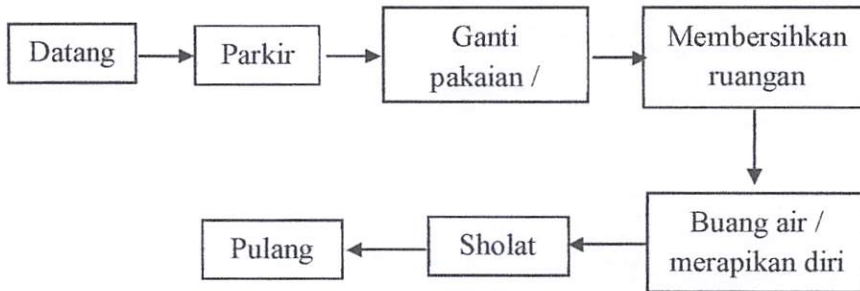 Datang
Parkir
Ganti
pakaian /
Membersihkan
ruangan
Buang air /
merapikan diri
Sholat
Pulang